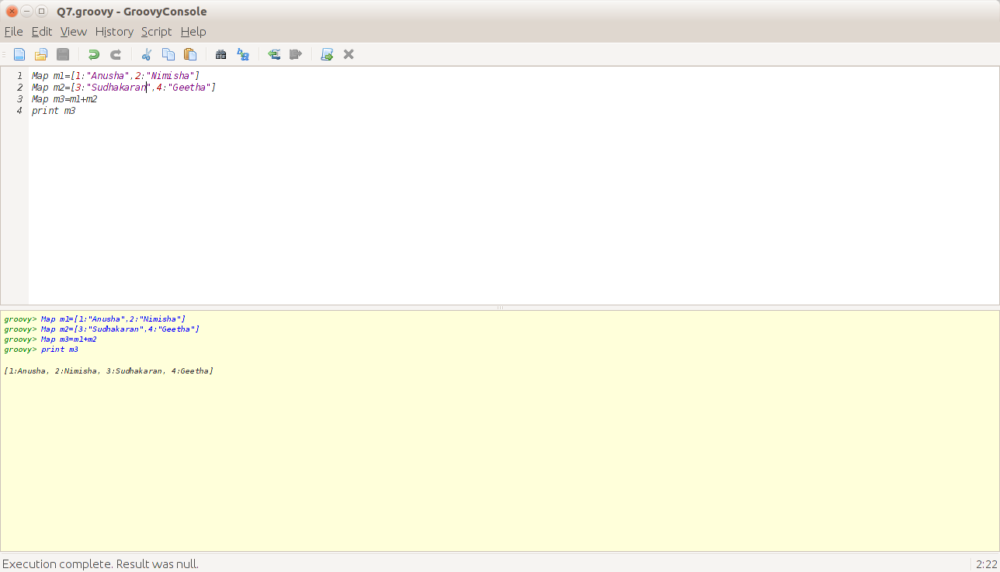 Q7.groovy - GroovyConsole
File Edit View History Script Help
1 Map m1=[1:"Anusha",2:"Nimisha"]
2 Map m2=[3:"Sudhakaran",4:"Geetha"]
3 Map m3=m1+m2
4 print m3
groovy> Map m1=[1:"Anusha",2:"Nimisha"]
groovy> Map m2=[3:"Sudhakaran",4:"Geetha"]
groovy> Map m3=m1+m2
groovy> print m3
[1:Anusha, 2:Nimisha, 3:Sudhakaran, 4:Geetha]
Execution complete. Result was null. 2:22